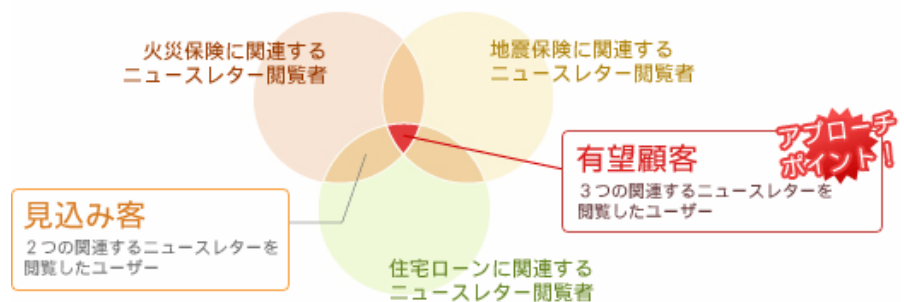 火災保険に関連する
ニュースレター閲覧者
地震保険に関連する
ニュースレター閲覧者
アプローチ
ポイント！
有望顧客
３つの関連するニュースレターを
閲覧したユーザー
見込み客
２つの関連するニュースレターを
閲覧したユーザー
住宅ローンに関連する
ニュースレター閲覧者